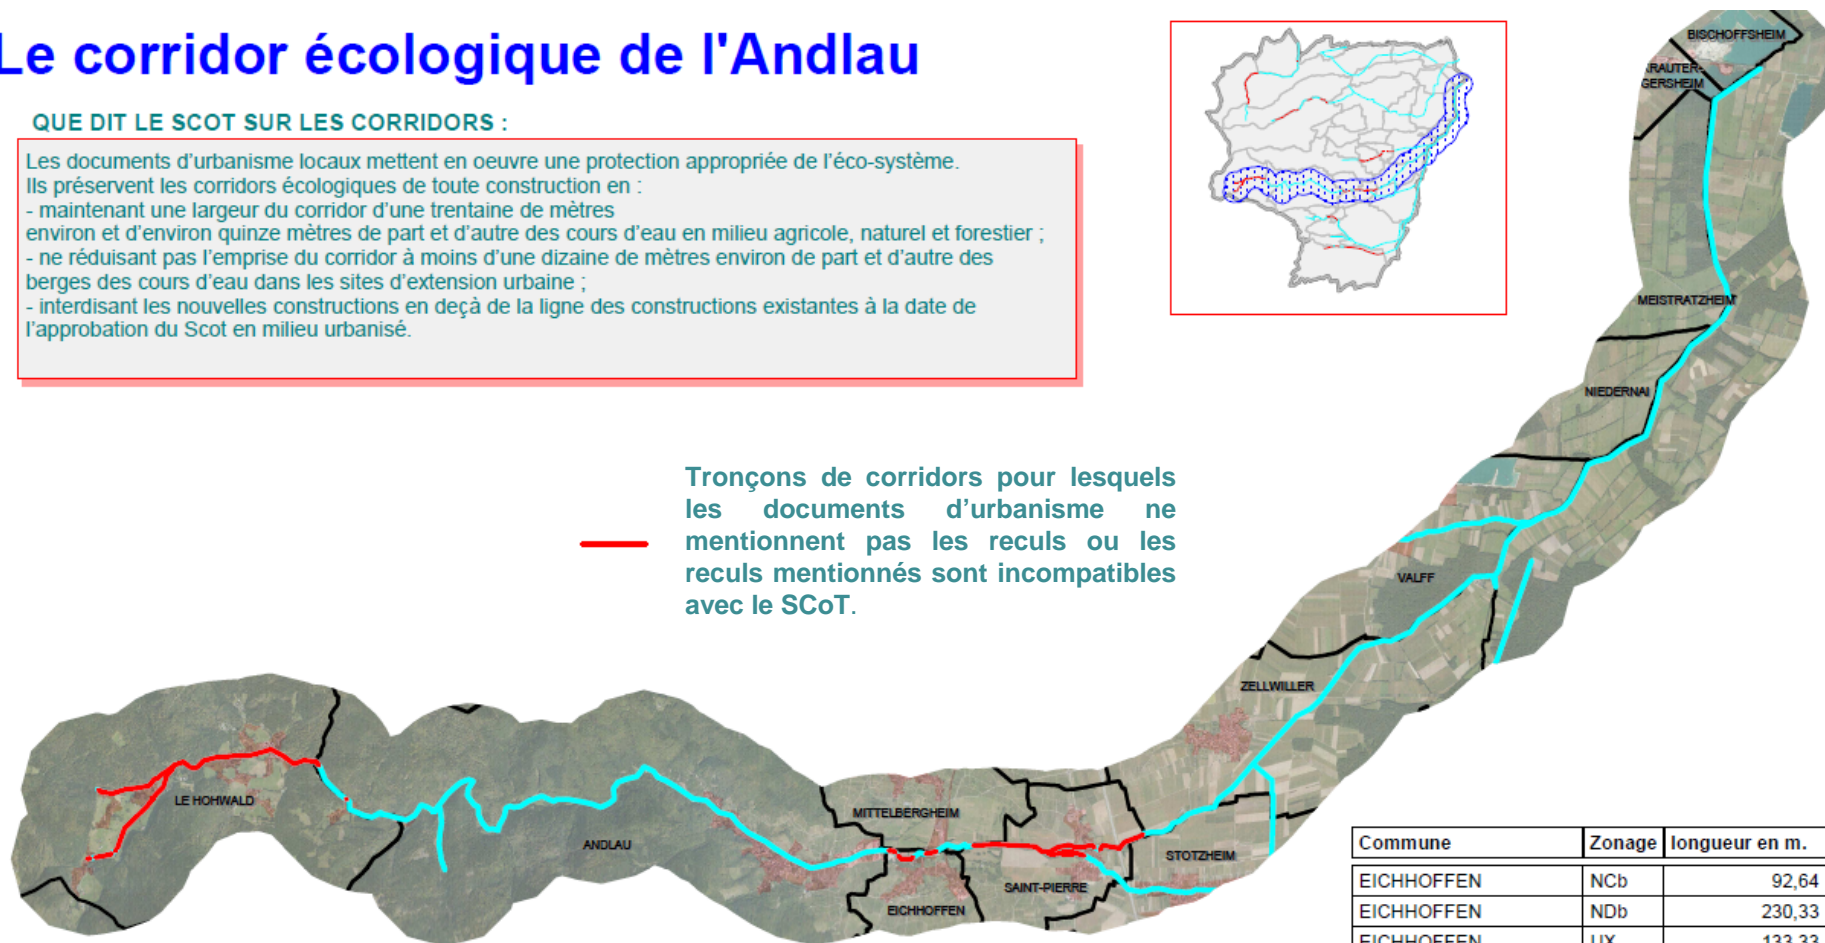 Le corridor écologique de l'Andlau
QUE DIT LE SCOT SUR LES CORRIDORS :
Les documents d'urbanisme locaux mettent en oeuvre une protection appropriée de l'éco-système.
Ils préservent les corridors écologiques de toute construction en :
- maintenant une largeur du corridor d'une trentaine de mètres
environ et d'environ quinze mètres de part et d'autre des cours d'eau en milieu agricole, naturel et forestier ;
- ne réduisant pas l'emprise du corridor à moins d'une dizaine de mètres environ de part et d'autre des
berges des cours d'eau dans les sites d'extension urbaine ;
- interdisant les nouvelles constructions en deçà de la ligne des constructions existantes à la date de
l'approbation du Scot en milieu urbanisé.
Tronçons de corridors pour lesquels
les documents d'urbanisme ne
mentionnent pas les reculs ou les
reculs mentionnés sont incompatibles
avec le SCoT.
BISCHOFFSHEIM
KRAUTER-
GERSHEIM
MEISTRATZHEIM
NIEDERNAI
VALFF
ZELLWILLER
LE HOHWALD
ANDLAU
MITTELBERGHEIM
EICHHOFFEN
SAINT-PIERRE
STOTZHEIM
Commune Zonage longueur en m.
EICHHOFFEN NCb 92,64
EICHHOFFEN NDb 230,33
EICHHOFFEN UX 133,33